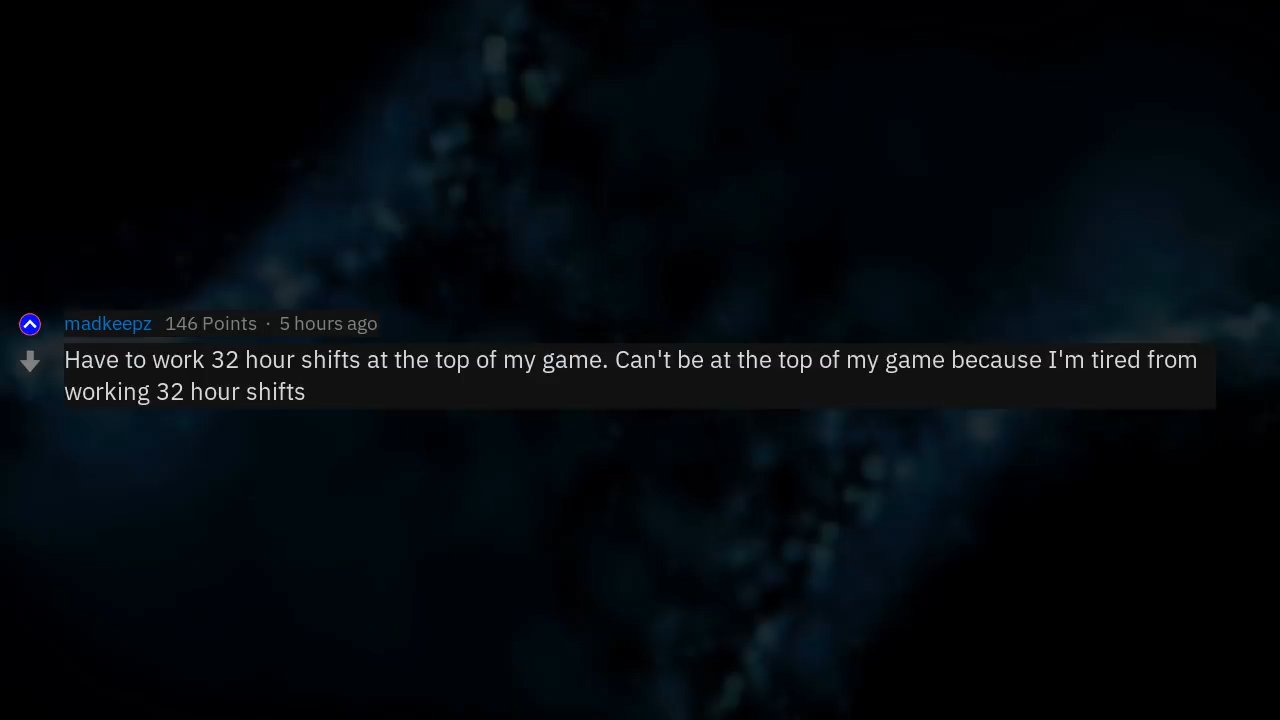 madkeepz 146 Points · 5 hours ago
Have to work 32 hour shifts at the top of my game. Can't be at the top of my game because I'm tired from
working 32 hour shifts